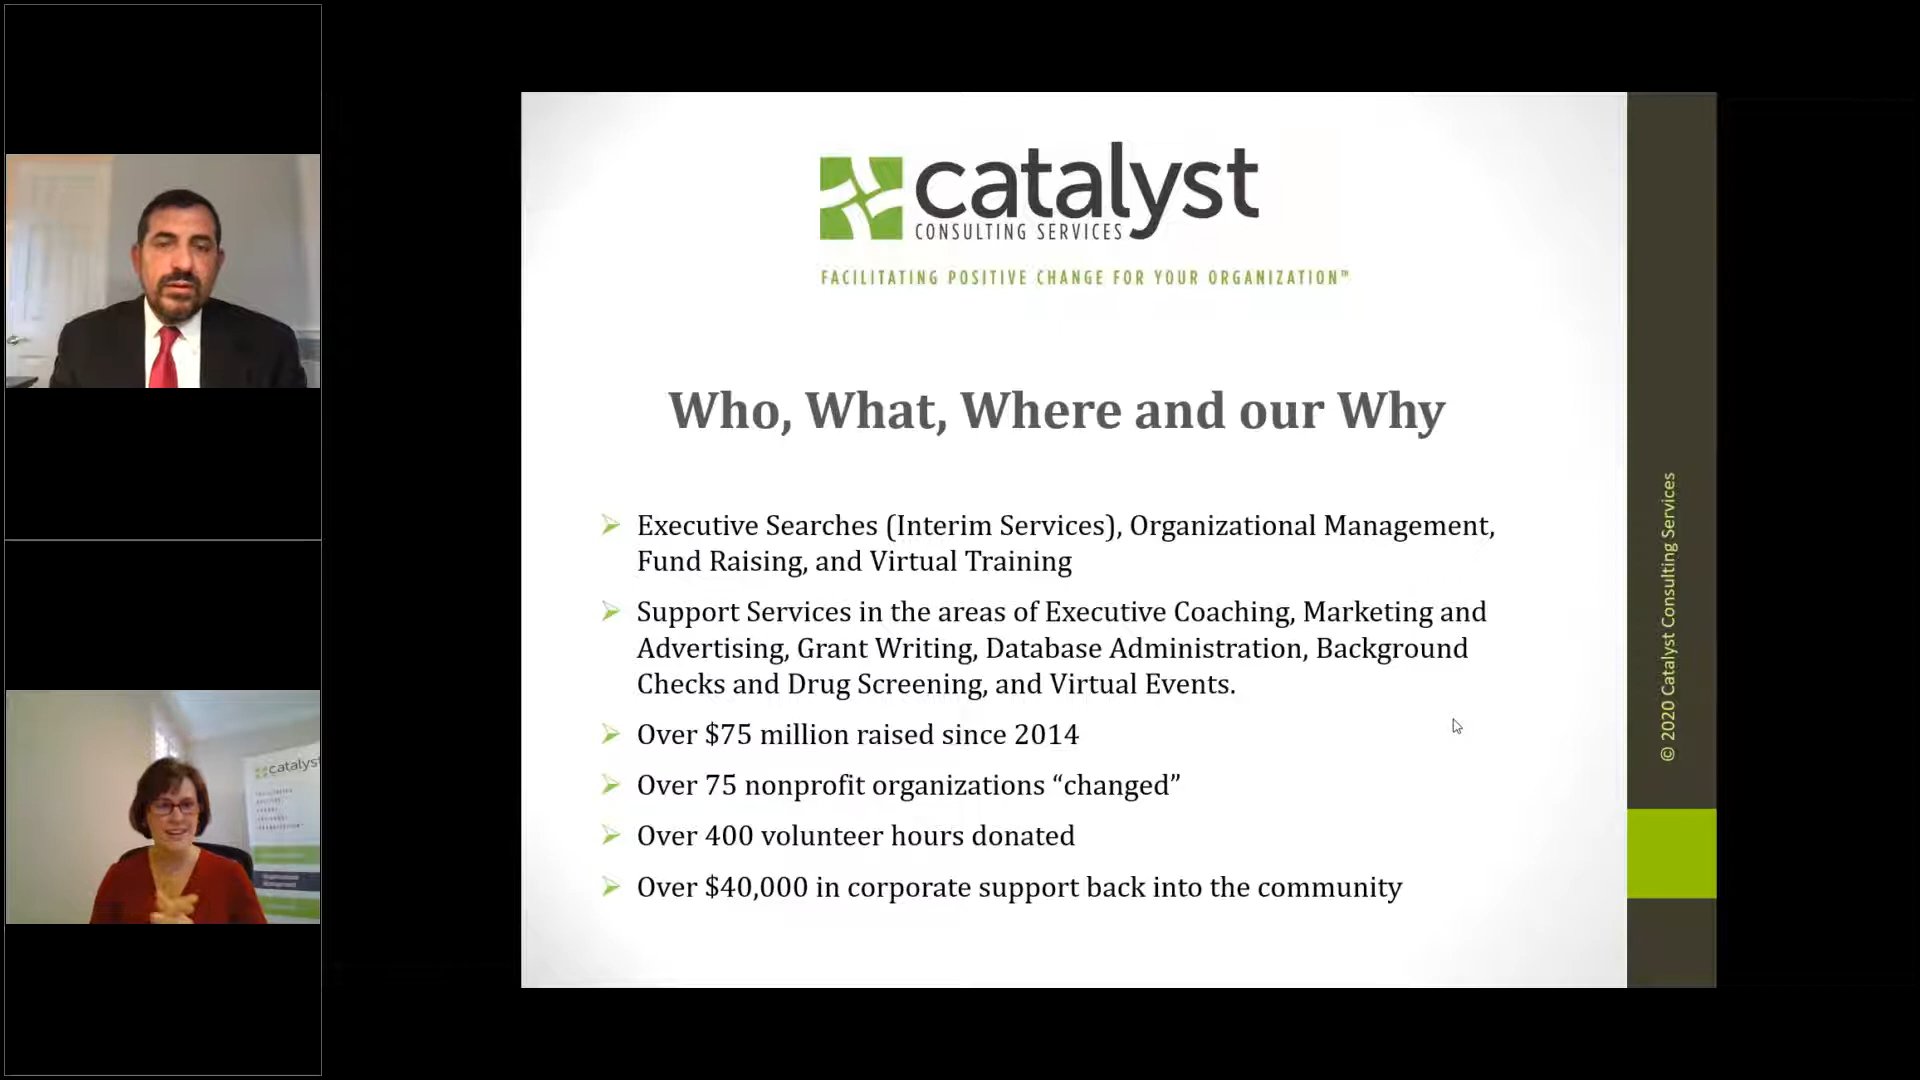 catalyst
CONSULTING SERVICES
FACILITATING POSITIVE CHANGE FOR YOUR ORGANIZATION™
Who, What, Where and our Why
Executive Searches (Interim Services), Organizational Management,
Fund Raising, and Virtual Training
Support Services in the areas of Executive Coaching, Marketing and
Advertising, Grant Writing, Database Administration, Background
Checks and Drug Screening, and Virtual Events.
Over $75 million raised since 2014
Over 75 nonprofit organizations “changed”
Over 400 volunteer hours donated
Over $40,000 in corporate support back into the community
© 2020 Catalyst Consulting Services
catalyst